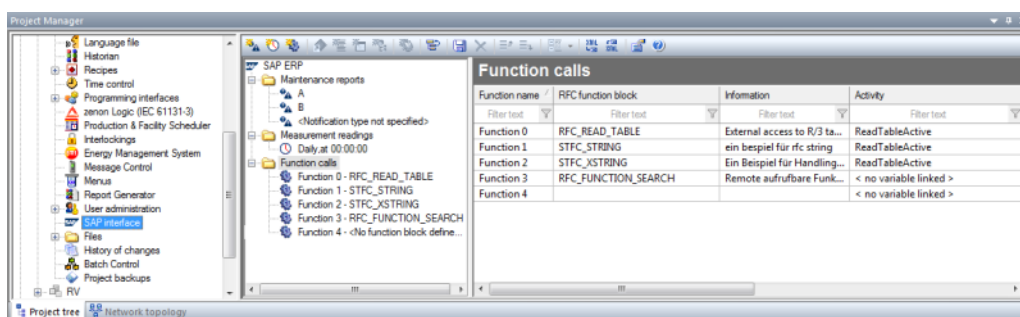 Project Manager
Language file
Historian
Recipes
Time control
Programming interfaces
zenon Logic (IEC 61131-3)
Production & Facility Scheduler
Interlockings
Energy Management System
Message Control
Menus
Report Generator
User administration
SAP interface
Files
History of changes
Batch Control
Project backups
RV
Project tree
Network topology
SAP ERP
Maintenance reports
A
B
<Notification type not specified>
Measurement readings
Daily.at 00:00:00
Function calls
Function 0 - RFC_READ_TABLE
Function 1 - STFC_STRING
Function 2 - STFC_XSTRING
Function 3 - RFC_FUNCTION_SEARCH
Function 4 - <No function block define...
Function calls
Function name RFC function block Information Activity
Filter text Filter text Filter text Filter text
Function 0 RFC_READ_TABLE External access to R/3 ta... ReadTableActive
Function 1 STFC_STRING ein bespiel für rfc string ReadTableActive
Function 2 STFC_XSTRING Ein Beispiel für Handling... ReadTableActive
Function 3 RFC_FUNCTION_SEARCH Remote aufrufbare Funk... < no variable linked >
Function 4 < no variable linked >